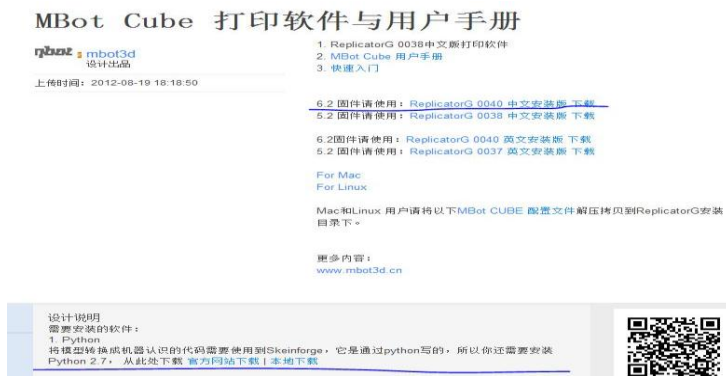 MBot Cube 打印软件与用户手册
mbot mbot3d
设计出品
上传时间：2012-08-19 18:18:50
1. ReplicatorG 0038中文版打印软件
2. MBot Cube 用户手册
3. 快速入门
6.2 固件请使用：ReplicatorG 0040 中文安装版 下载
5.2 固件请使用：ReplicatorG 0038 中文安装版 下载
6.2固件请使用：ReplicatorG 0040 英文安装版 下载
5.2 固件请使用：ReplicatorG 0037 英文安装版 下载
For Mac
For Linux
Mac和Linux 用户请将以下MBot CUBE 配置文件解压拷贝到ReplicatorG安装
目录下。
更多内容：
www.mbot3d.cn
设计说明
需要安装的软件：
1. Python
将模型转换成机器认识的代码需要使用到Skeinforge，它是通过python写的，所以你还需要安装
Python 2.7， 从此处下载 官方网站下载 | 本地下载